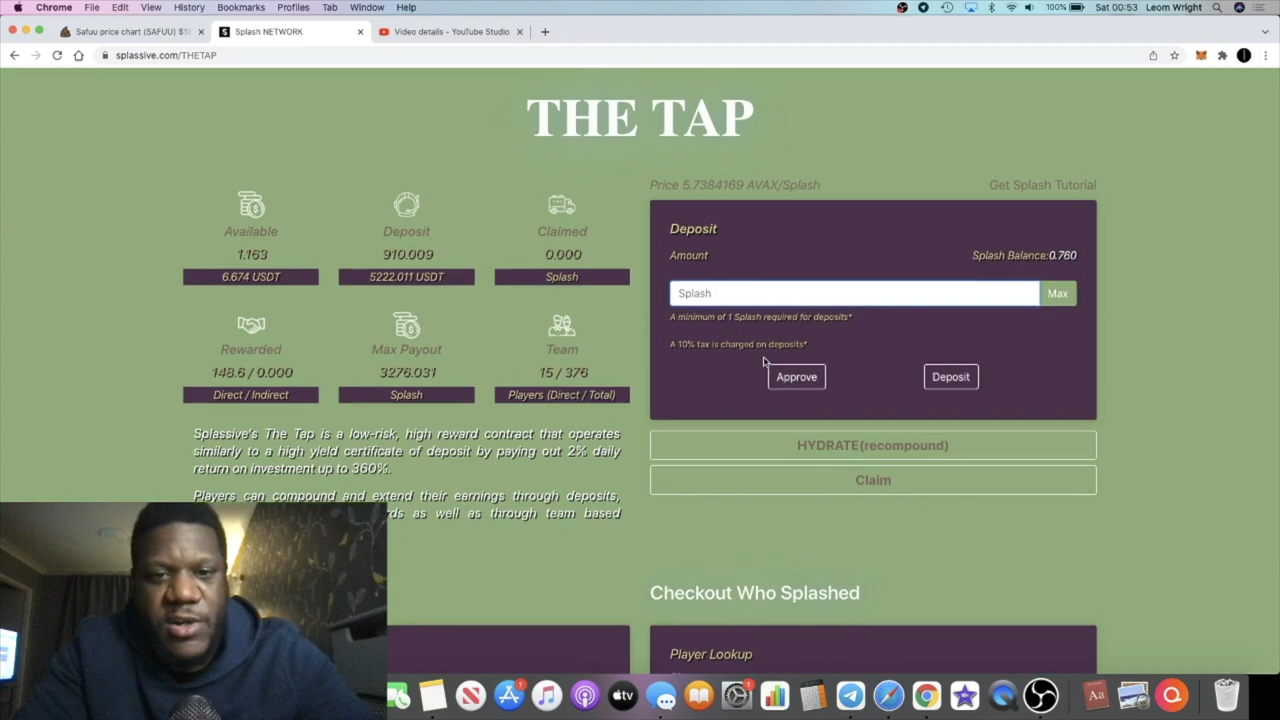 Chrome File Edit View History Bookmarks Profiles Tab Window Help 100% Sat 00:53 Leom Wright
Safuu price chart (SAFUU) Splash NETWORK Video details - YouTube Studio
splassive.com/THETAP
THE TAP
Price 5.7384169 AVAX/Splash Get Splash Tutorial
Available Deposit Claimed
1.163 910.009 0.000
6.674 USDT 5222.011 USDT Splash
Rewarded Max Payout Team
148.6 / 0.000 3276.031 15 / 376
Direct / Indirect Splash Players (Direct / Total)
Splassive's The Tap is a low-risk, high reward contract that operates
similarly to a high yield certificate of deposit by paying out 2% daily
return on investment up to 360%.
Players can compound and extend their earnings through deposits,
as well as through team based
Deposit
Amount Splash Balance:0.760
Splash Max
A minimum of 1 Splash required for deposits*
A 10% tax is charged on deposits*
Approve Deposit
HYDRATE(recompound)
Claim
Checkout Who Splashed
Player Lookup
tv
Aa